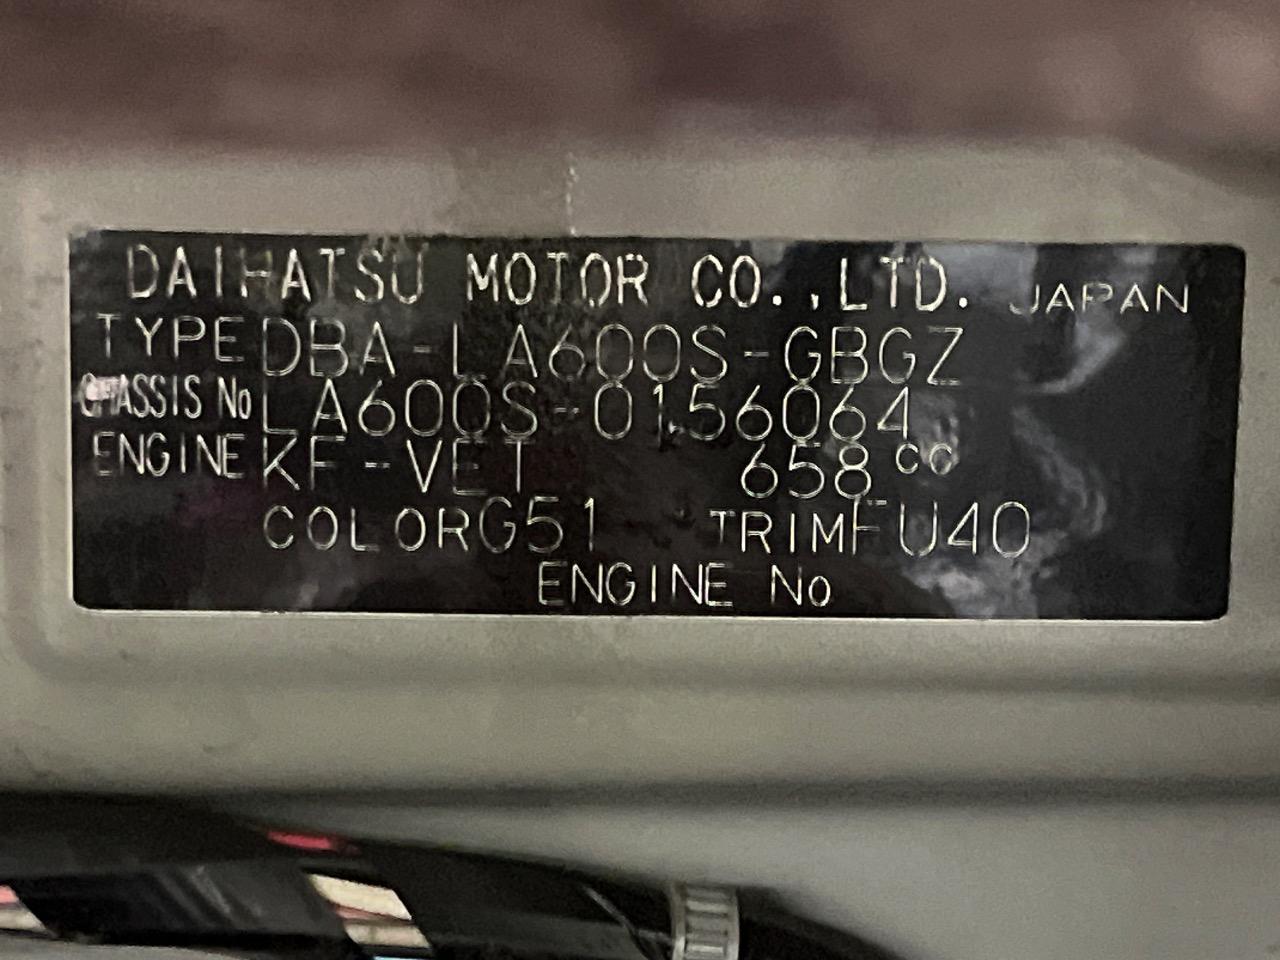 DAIHATSU MOTOR CO.,LTD. JAPAN
TYPE DBA-LA600S-GBGZ
CHASSIS No LA600S-0156064
ENGINE KF-VET 658cc
COLOR G51 TRIM FU40
ENGINE No